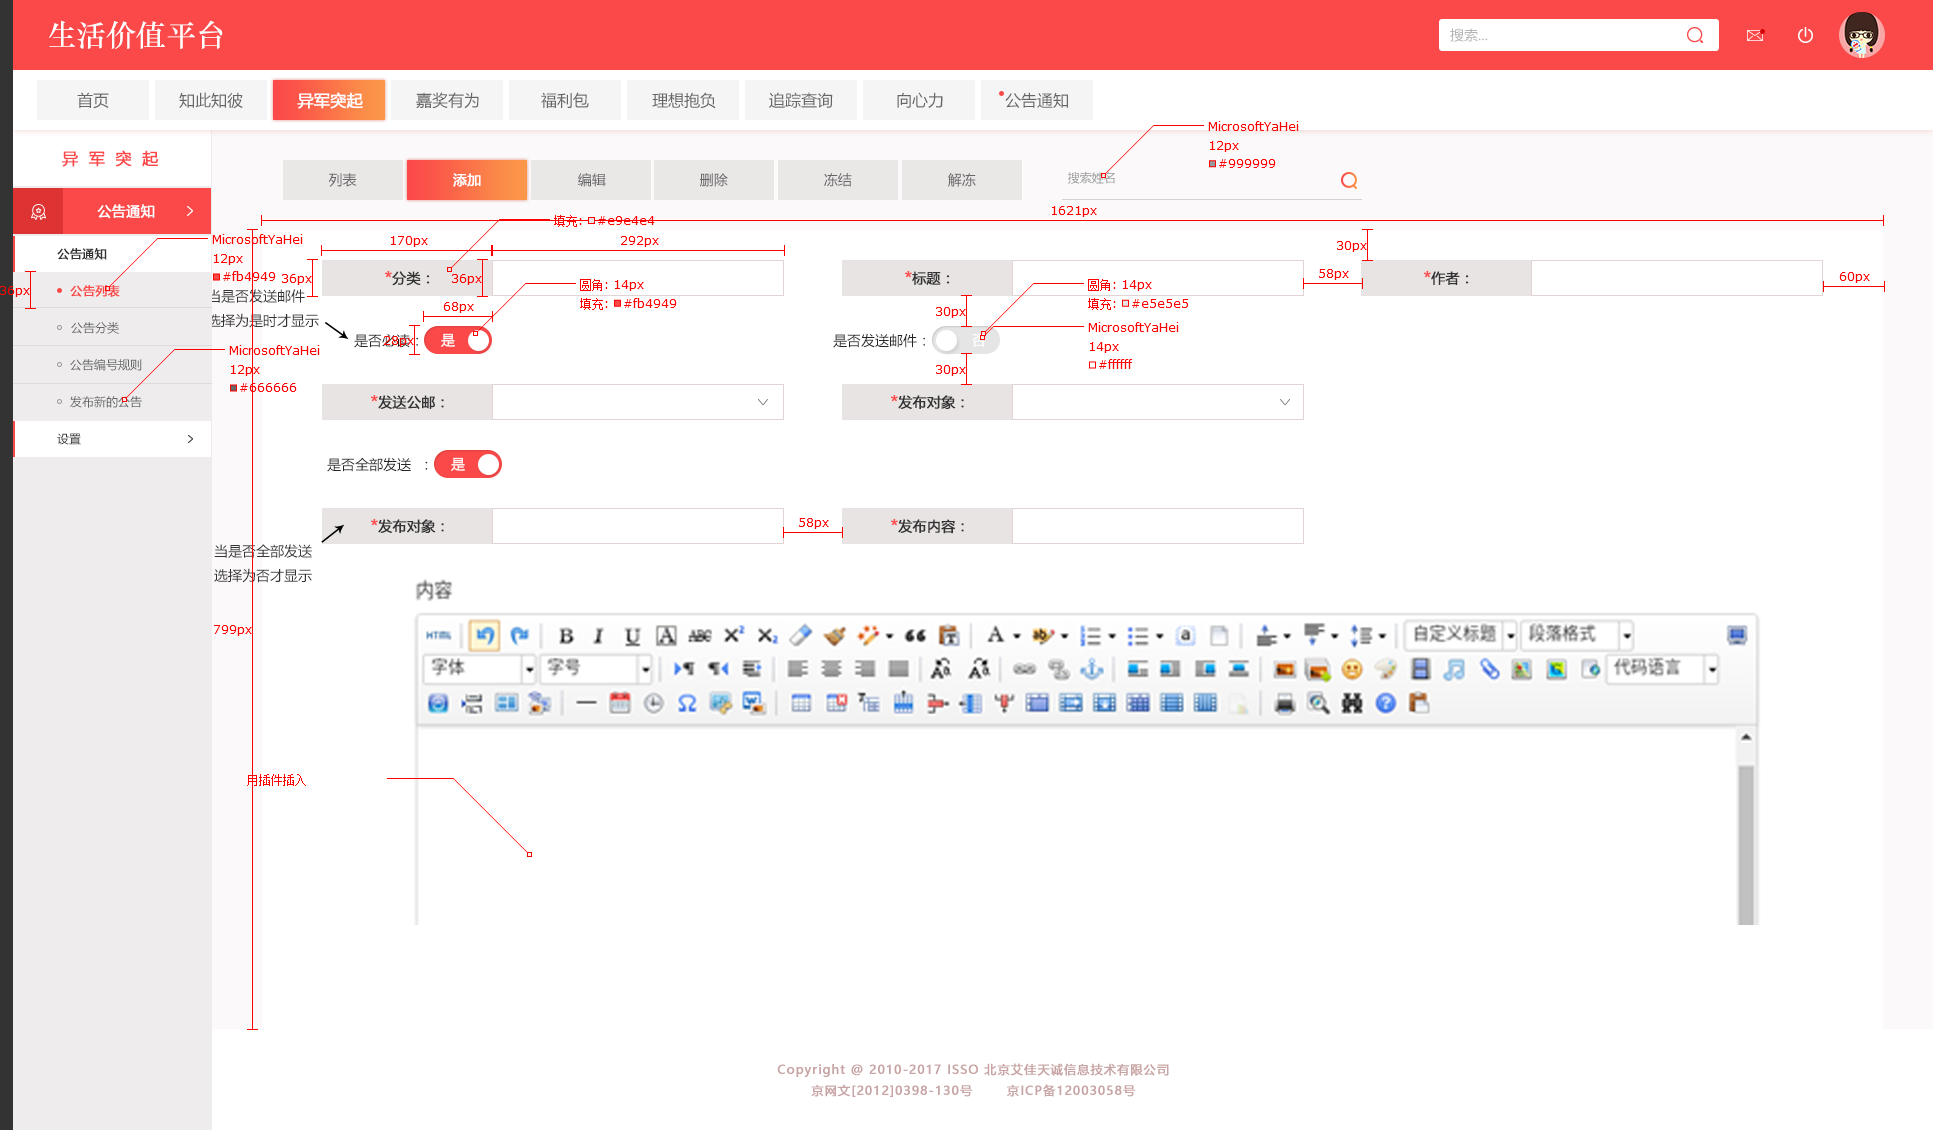 生活价值平台
搜索...
首页
知此知彼
异军突起
嘉奖有为
福利包
理想抱负
追踪查询
向心力
公告通知
异军突起
列表
添加
编辑
删除
冻结
解冻
搜索姓名
MicrosoftYaHei
12px
#999999
公告通知
公告通知
公告列表
公告分类
公告编号规则
发布新的公告
设置
MicrosoftYaHei
12px
#fb4949
36px
MicrosoftYaHei
12px
#666666
1621px
填充: #e9e4e4
170px
292px
30px
36px
*分类：
36px
*标题：
58px
*作者：
60px
当是否发送邮件
选择为是时才显示
68px
圆角: 14px
填充: #fb4949
30px
圆角: 14px
填充: #e5e5e5
MicrosoftYaHei
14px
#ffffff
是否必读：
28px
是
是否发送邮件：
否
30px
*发送公邮：
*发布对象：
是否全部发送 ：
是
*发布对象：
58px
*发布内容：
当是否全部发送
选择为否才显示
799px
内容
HTML
B I U A ABC X² X₂
A
a
自定义标题
段落格式
字体
字号
代码语言
用插件插入
Copyright @ 2010-2017 ISSO 北京艾佳天诚信息技术有限公司
京网文[2012]0398-130号 京ICP备12003058号